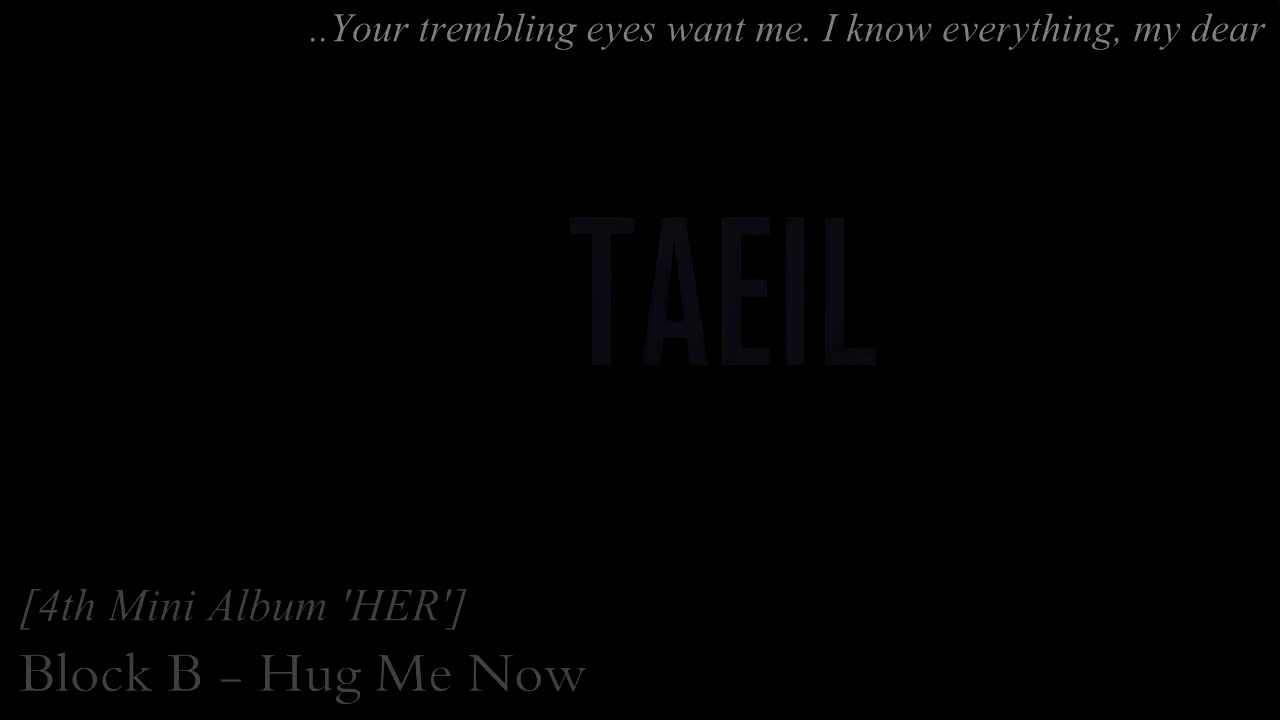 ..Your trembling eyes want me. I know everything, my dear
TAEIL
[4th Mini Album 'HER']
Block B – Hug Me Now